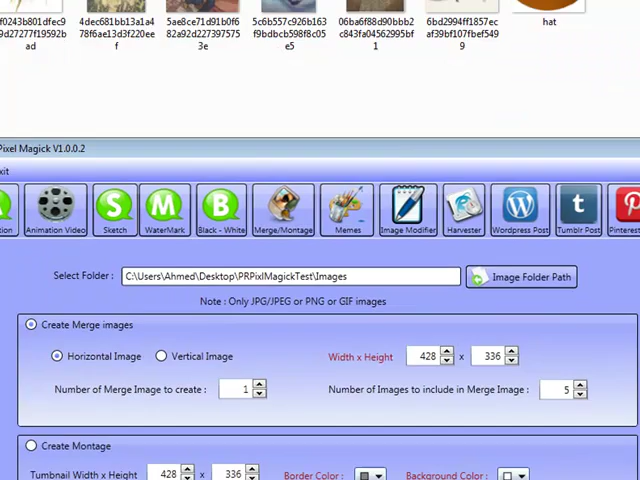 f0243b801dfec9 4dec681bb13a1a4 5ae8ce71d91b0f6 5c6b557c926b163 06ba6f88d90bbb2 6bd2994ff1857ec hat
9d27277f19592b 78f6ae13d3f220ee 82a92d227397575 f9bdbcb598f8c05 c843fa04562995bf af39bf107fbef549
ad f 3e e5 1 9
Pixel Magick V1.0.0.2
xit
tion Animation Video Sketch WaterMark Black - White Merge/Montage Memes Image Modifier Harvester Wordpress Post Tumblr Post Pinteres
Select Folder : C:\Users\Ahmed\Desktop\PRPixlMagickTest\Images Image Folder Path
Note : Only JPG/JPEG or PNG or GIF images
Create Merge images
Horizontal Image Vertical Image Width x Height 428 x 336
Number of Merge Image to create : 1 Number of Images to include in Merge Image : 5
Create Montage
Tumbnail Width x Height 428 x 336 Border Color : Background Color :